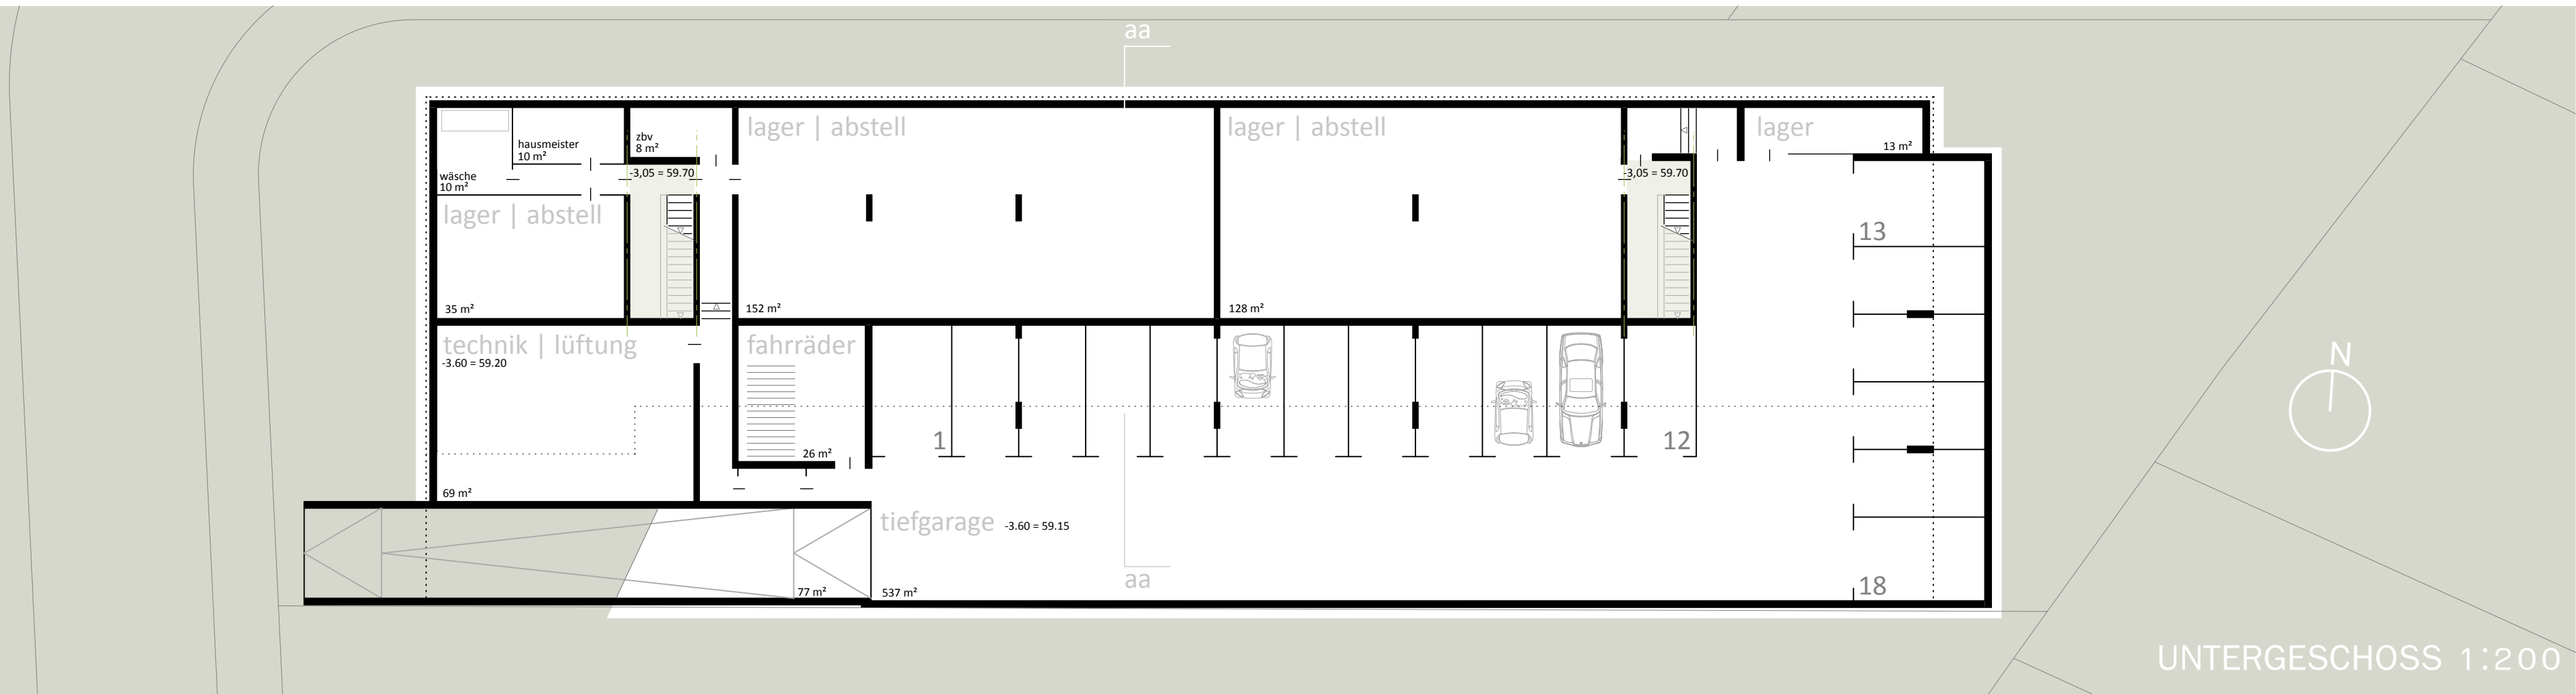 aa
lager | abstell
lager | abstell
lager
13 m²
zbv
8 m²
hausmeister
10 m²
wäsche
10 m²
-3,05 = 59.70
-3,05 = 59.70
lager | abstell
35 m²
152 m²
128 m²
13
technik | lüftung
-3.60 = 59.20
fahrräder
26 m²
1
12
69 m²
N
tiefgarage -3.60 = 59.15
aa
77 m²
537 m²
18
UNTERGESCHOSS 1:200